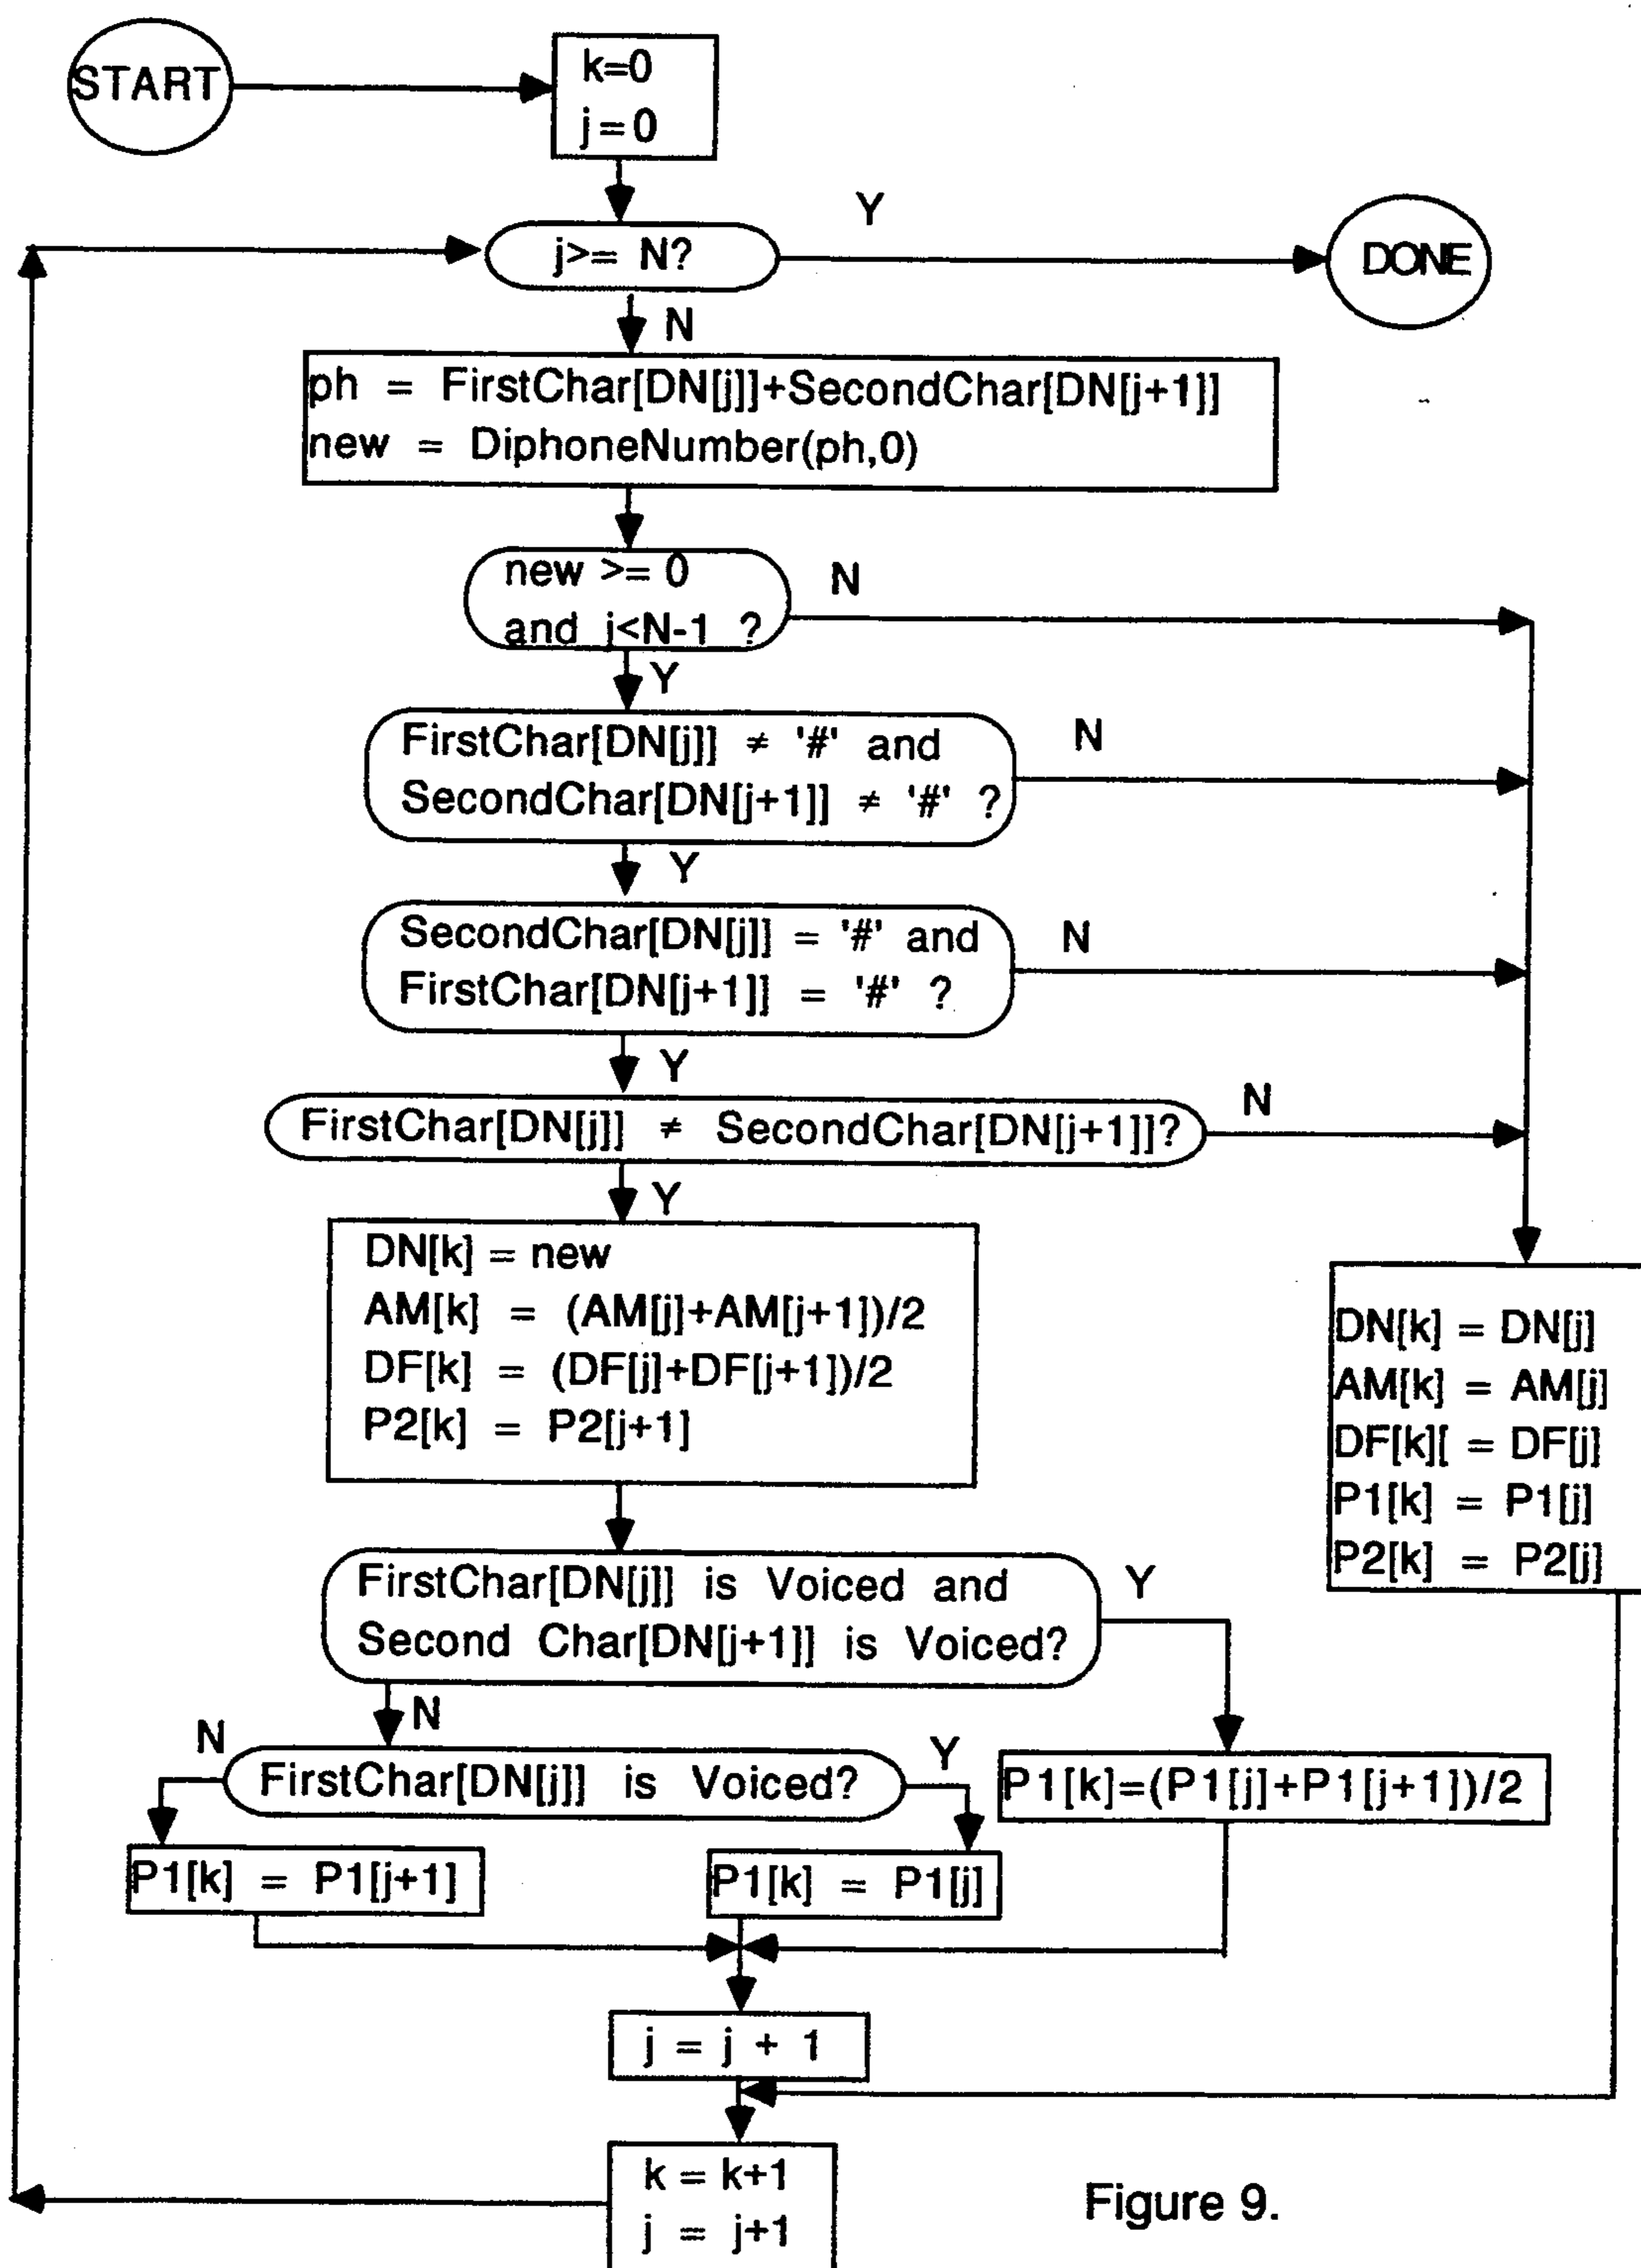 START
k=0
j=0
j>= N?
Y
DONE
N
ph = FirstChar[DN[j]]+SecondChar[DN[j+1]]
new = DiphoneNumber(ph,0)
new >= 0
and j<N-1 ?
N
Y
FirstChar[DN[j]] ≠ '#' and
SecondChar[DN[j+1]] ≠ '#' ?
N
Y
SecondChar[DN[j]] = '#' and
FirstChar[DN[j+1]] = '#' ?
N
Y
FirstChar[DN[j]] ≠ SecondChar[DN[j+1]]?
N
Y
DN[k] = new
AM[k] = (AM[j]+AM[j+1])/2
DF[k] = (DF[j]+DF[j+1])/2
P2[k] = P2[j+1]
DN[k] = DN[j]
AM[k] = AM[j]
DF[k][ = DF[j]
P1[k] = P1[j]
P2[k] = P2[j]
FirstChar[DN[j]] is Voiced and
Second Char[DN[j+1]] is Voiced?
Y
N
N
FirstChar[DN[j]] is Voiced?
Y
P1[k]=(P1[j]+P1[j+1])/2
P1[k] = P1[j+1]
P1[k] = P1[j]
j = j + 1
k = k+1
j = j+1
Figure 9.